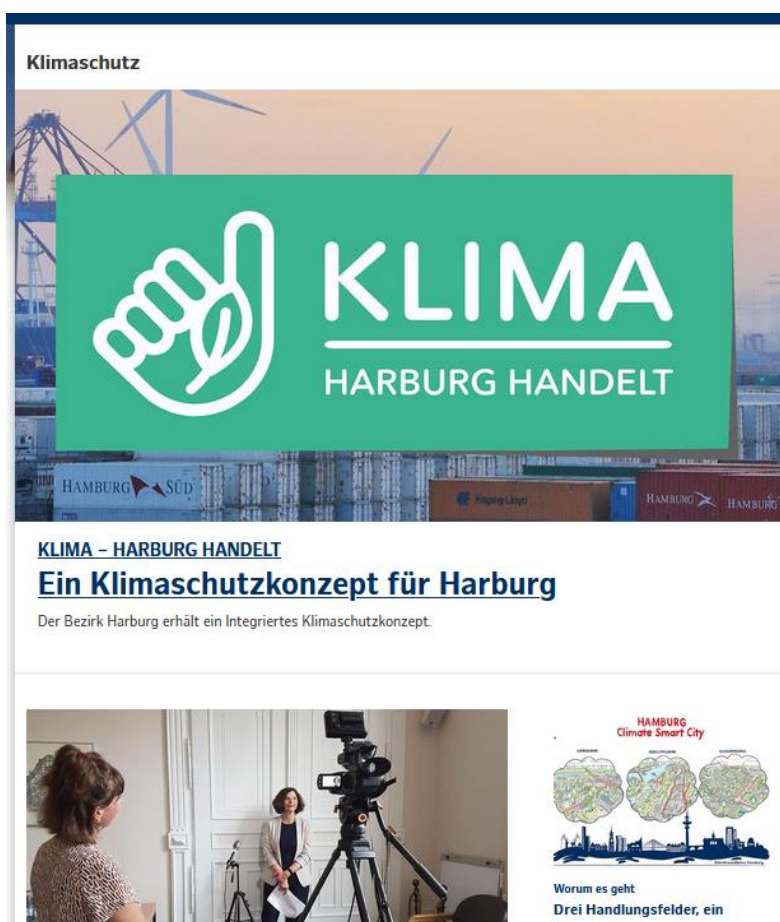 Klimaschutz
KLIMA
HARBURG HANDELT
HAMBURG SÜD
Hapag-Lloyd
HAMBURG
HAMBURG
KLIMA – HARBURG HANDELT
Ein Klimaschutzkonzept für Harburg
Der Bezirk Harburg erhält ein Integriertes Klimaschutzkonzept.
HAMBURG
Climate Smart City
Worum es geht
Drei Handlungsfelder, ein